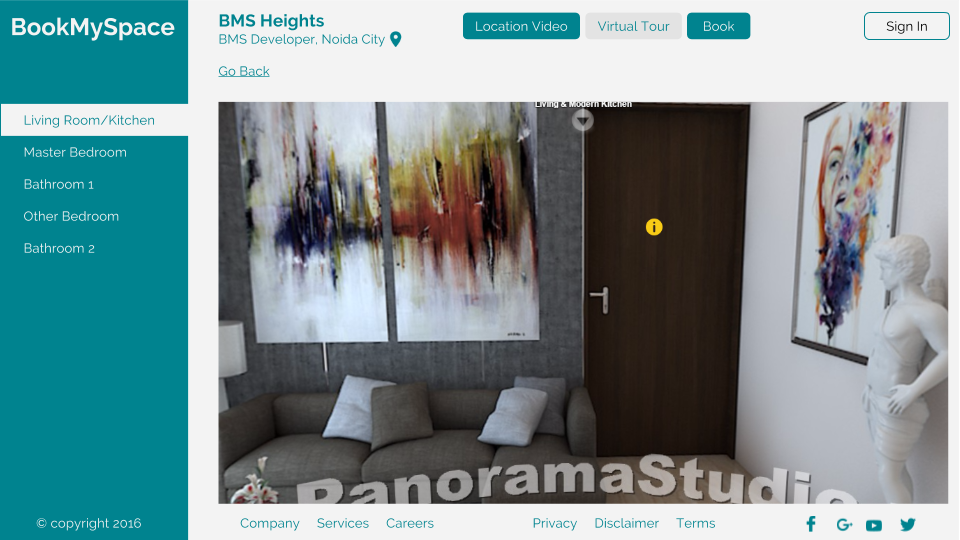 BookMySpace
BMS Heights
BMS Developer, Noida City
Location Video
Virtual Tour
Book
Sign In
Go Back
Living Room/Kitchen
Master Bedroom
Bathroom 1
Other Bedroom
Bathroom 2
Living & Modern Kitchen
i
PanoramaStudio
© copyright 2016
Company
Services
Careers
Privacy
Disclaimer
Terms
f
G+